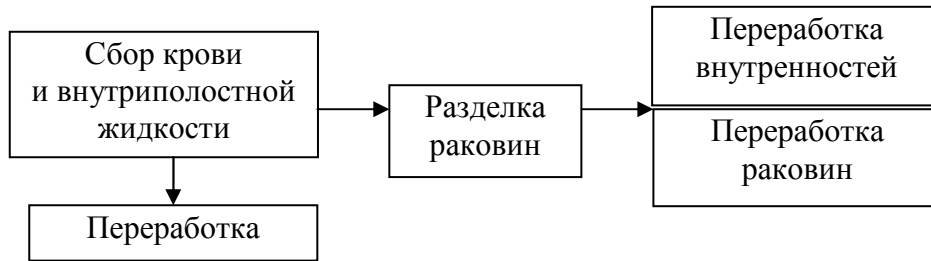 Сбор крови
и внутриполостной
жидкости
Переработка
Разделка
раковин
Переработка
внутренностей
Переработка
раковин